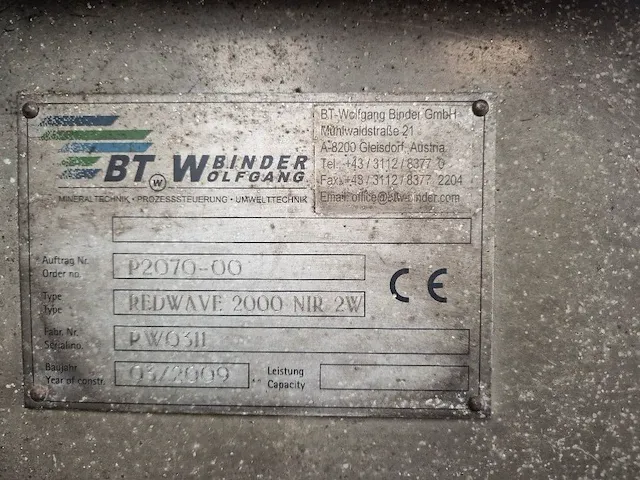 BT WOLFGANG BINDER
MINERALTECHNIK · PROZESSSTEUERUNG · UMWELTTECHNIK
BT-Wolfgang Binder GmbH
Mühlwaldstraße 21
A-8200 Gleisdorf, Austria
Tel.: +43 / 3112 / 8377 0
Fax: +43 / 3112 / 8377 2204
Email: office@btwbinder.com
Auftrag Nr.
Order no. P2070-00
Type
Type REDWAVE 2000 NIR 2W
CE
Fabr. Nr.
Serialno. RW0311
Baujahr
Year of constr. 03/2009
Leistung
Capacity